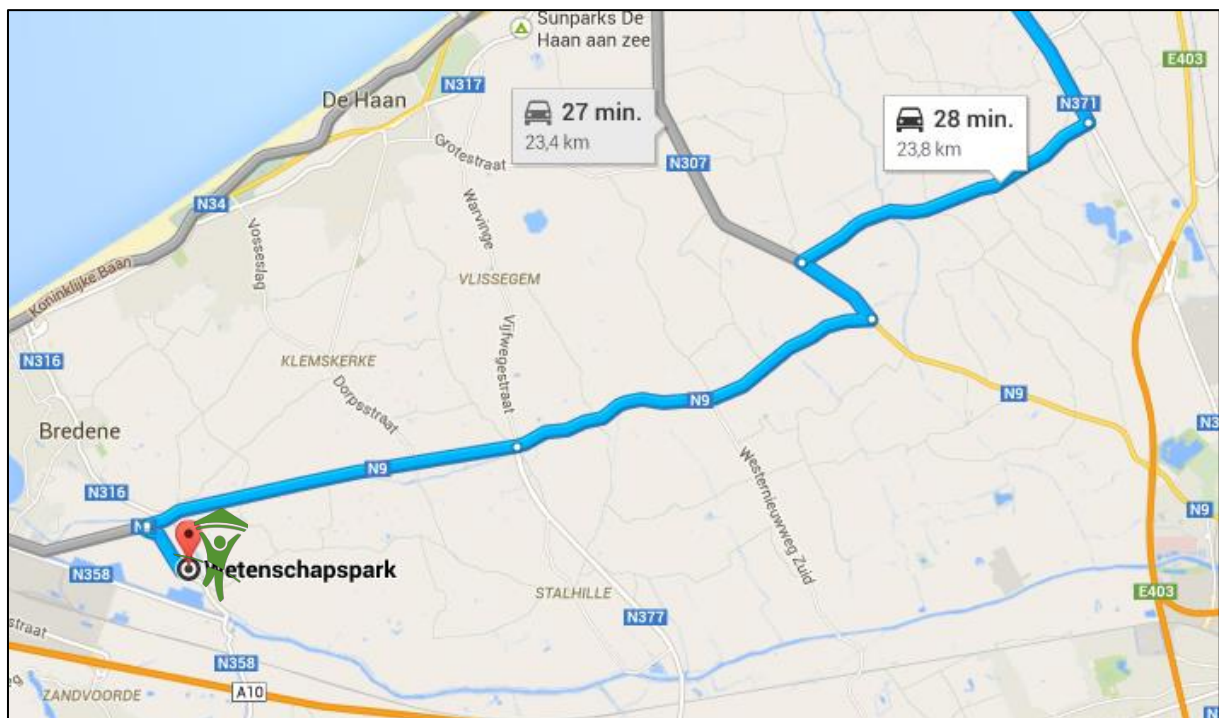 Sunparks De
Haan aan zee
E403
N317
De Haan
27 min.
23,4 km
28 min.
23,8 km
N371
Grotestraat
N307
Warvinge
N34
Vosseslag
Koninklijke Baan
VLISSEGEM
N316
KLEMSKERKE
Vijfwegestraat
Dorpsstraat
N9
N9
Bredene
N9
Westernieuwweg Zuid
N316
N9
Wetenschapspark
N358
STALHILLE
E403
N377
N358
A10
ZANDVOORDE